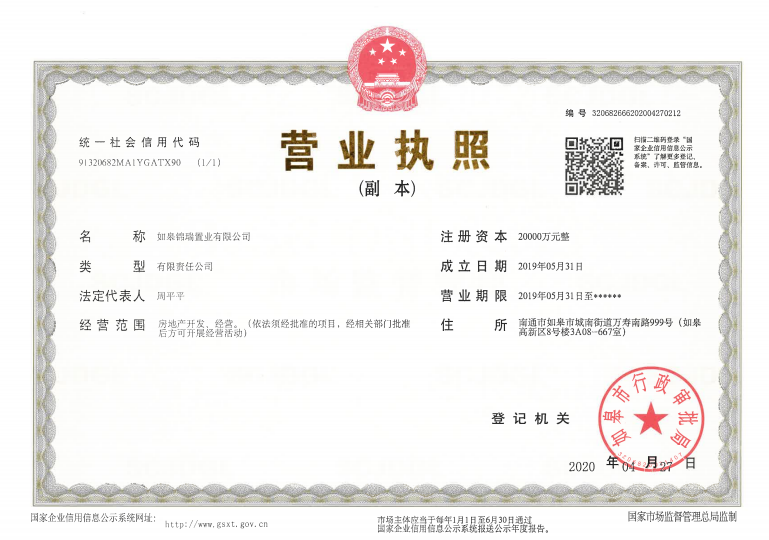 编 号 320682666202004270212
统一社会信用代码
91320682MA1YGATX90 (1/1)
营业执照
(副 本)
扫描二维码登录“国
家企业信用信息公示
系统”了解更多登记、
备案、许可、监管信息。
名 称 如皋锦瑞置业有限公司
类 型 有限责任公司
法定代表人 周平平
经营范围 房地产开发、经营。(依法须经批准的项目，经相关部门批准
后方可开展经营活动)
注册资本 20000万元整
成立日期 2019年05月31日
营业期限 2019年05月31日至******
住 所 南通市如皋市城南街道万寿南路999号（如皋
高新区8号楼3A08-667室）
登记机关
如皋市行政审批局
2020 年 04 月 27 日
国家企业信用信息公示系统网址: http://www.gsxt.gov.cn
市场主体应当于每年1月1日至6月30日通过
国家企业信用信息公示系统报送公示年度报告。
国家市场监督管理总局监制